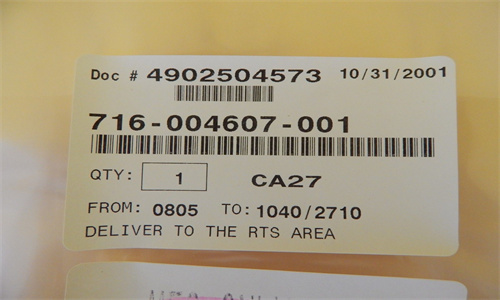 Doc # 4902504573 10/31/2001
716-004607-001
QTY: 1 CA27
FROM: 0805 TO: 1040/2710
DELIVER TO THE RTS AREA